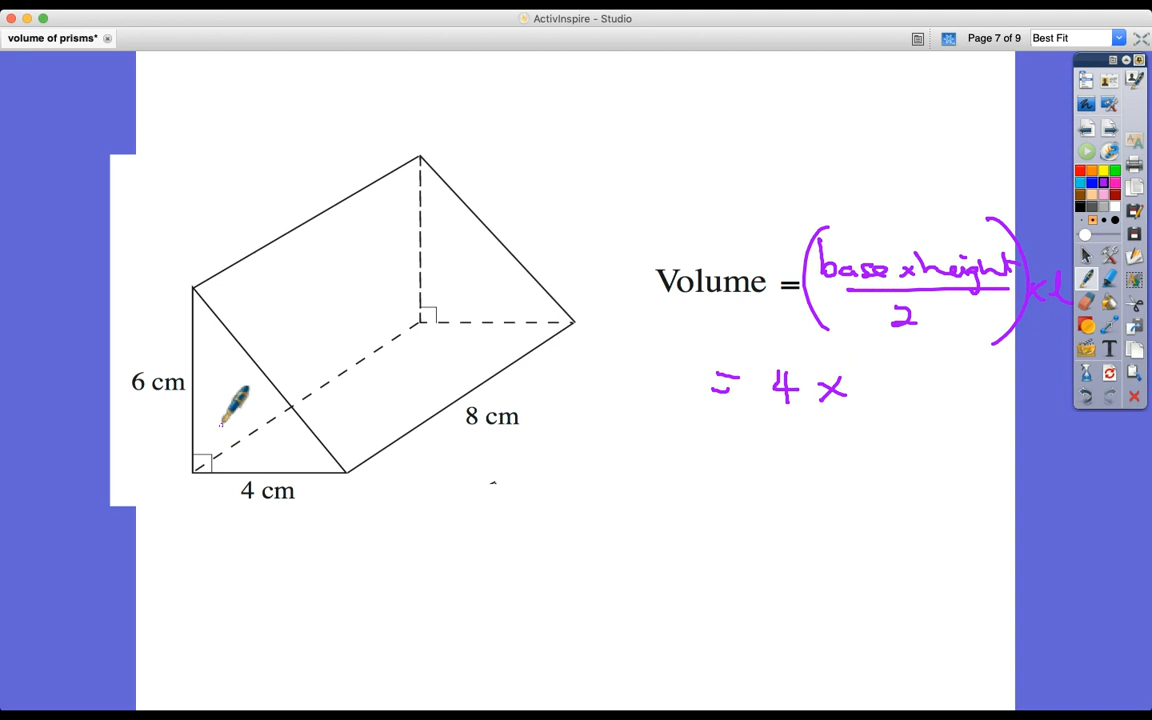 ActivInspire - Studio
volume of prisms*
Page 7 of 9
Best Fit
Volume = (base x height / 2) x l
= 4 x
6 cm
8 cm
4 cm